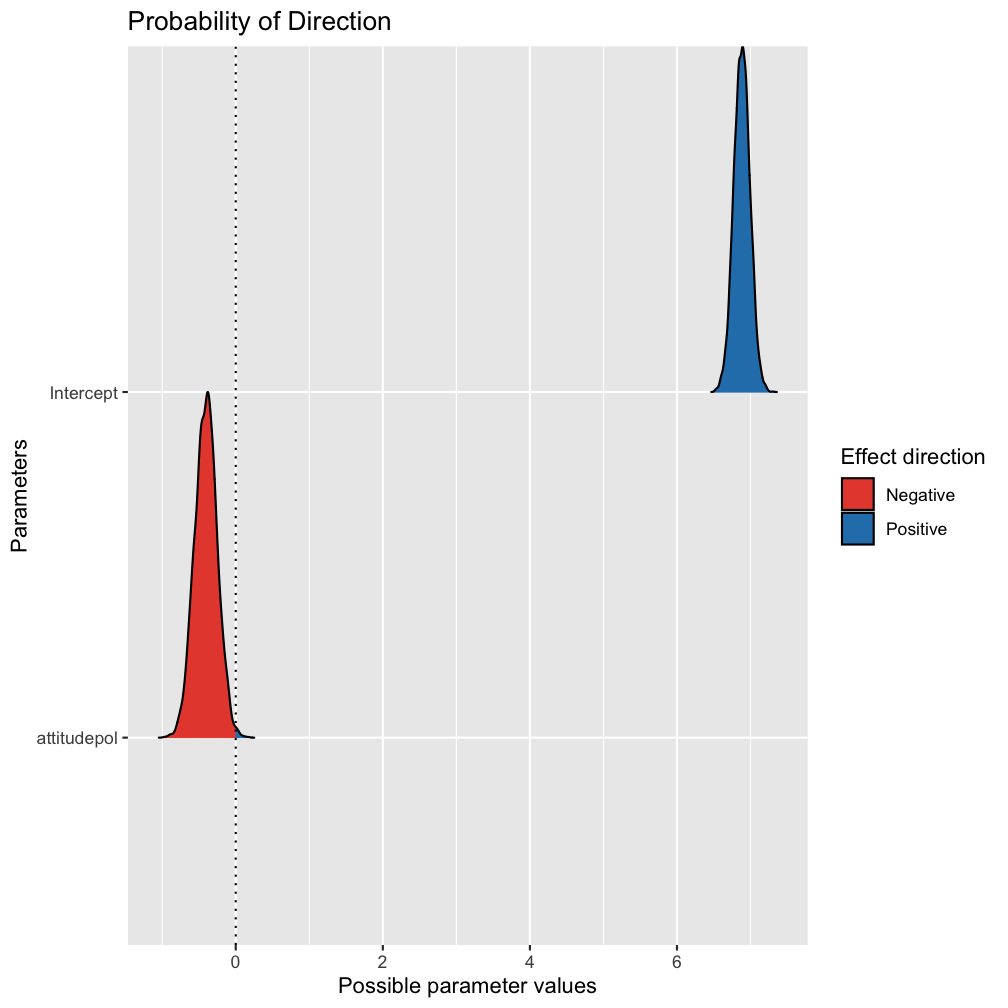 Probability of Direction
Intercept
attitudepol
Parameters
0
2
4
6
Possible parameter values
Effect direction
Negative
Positive